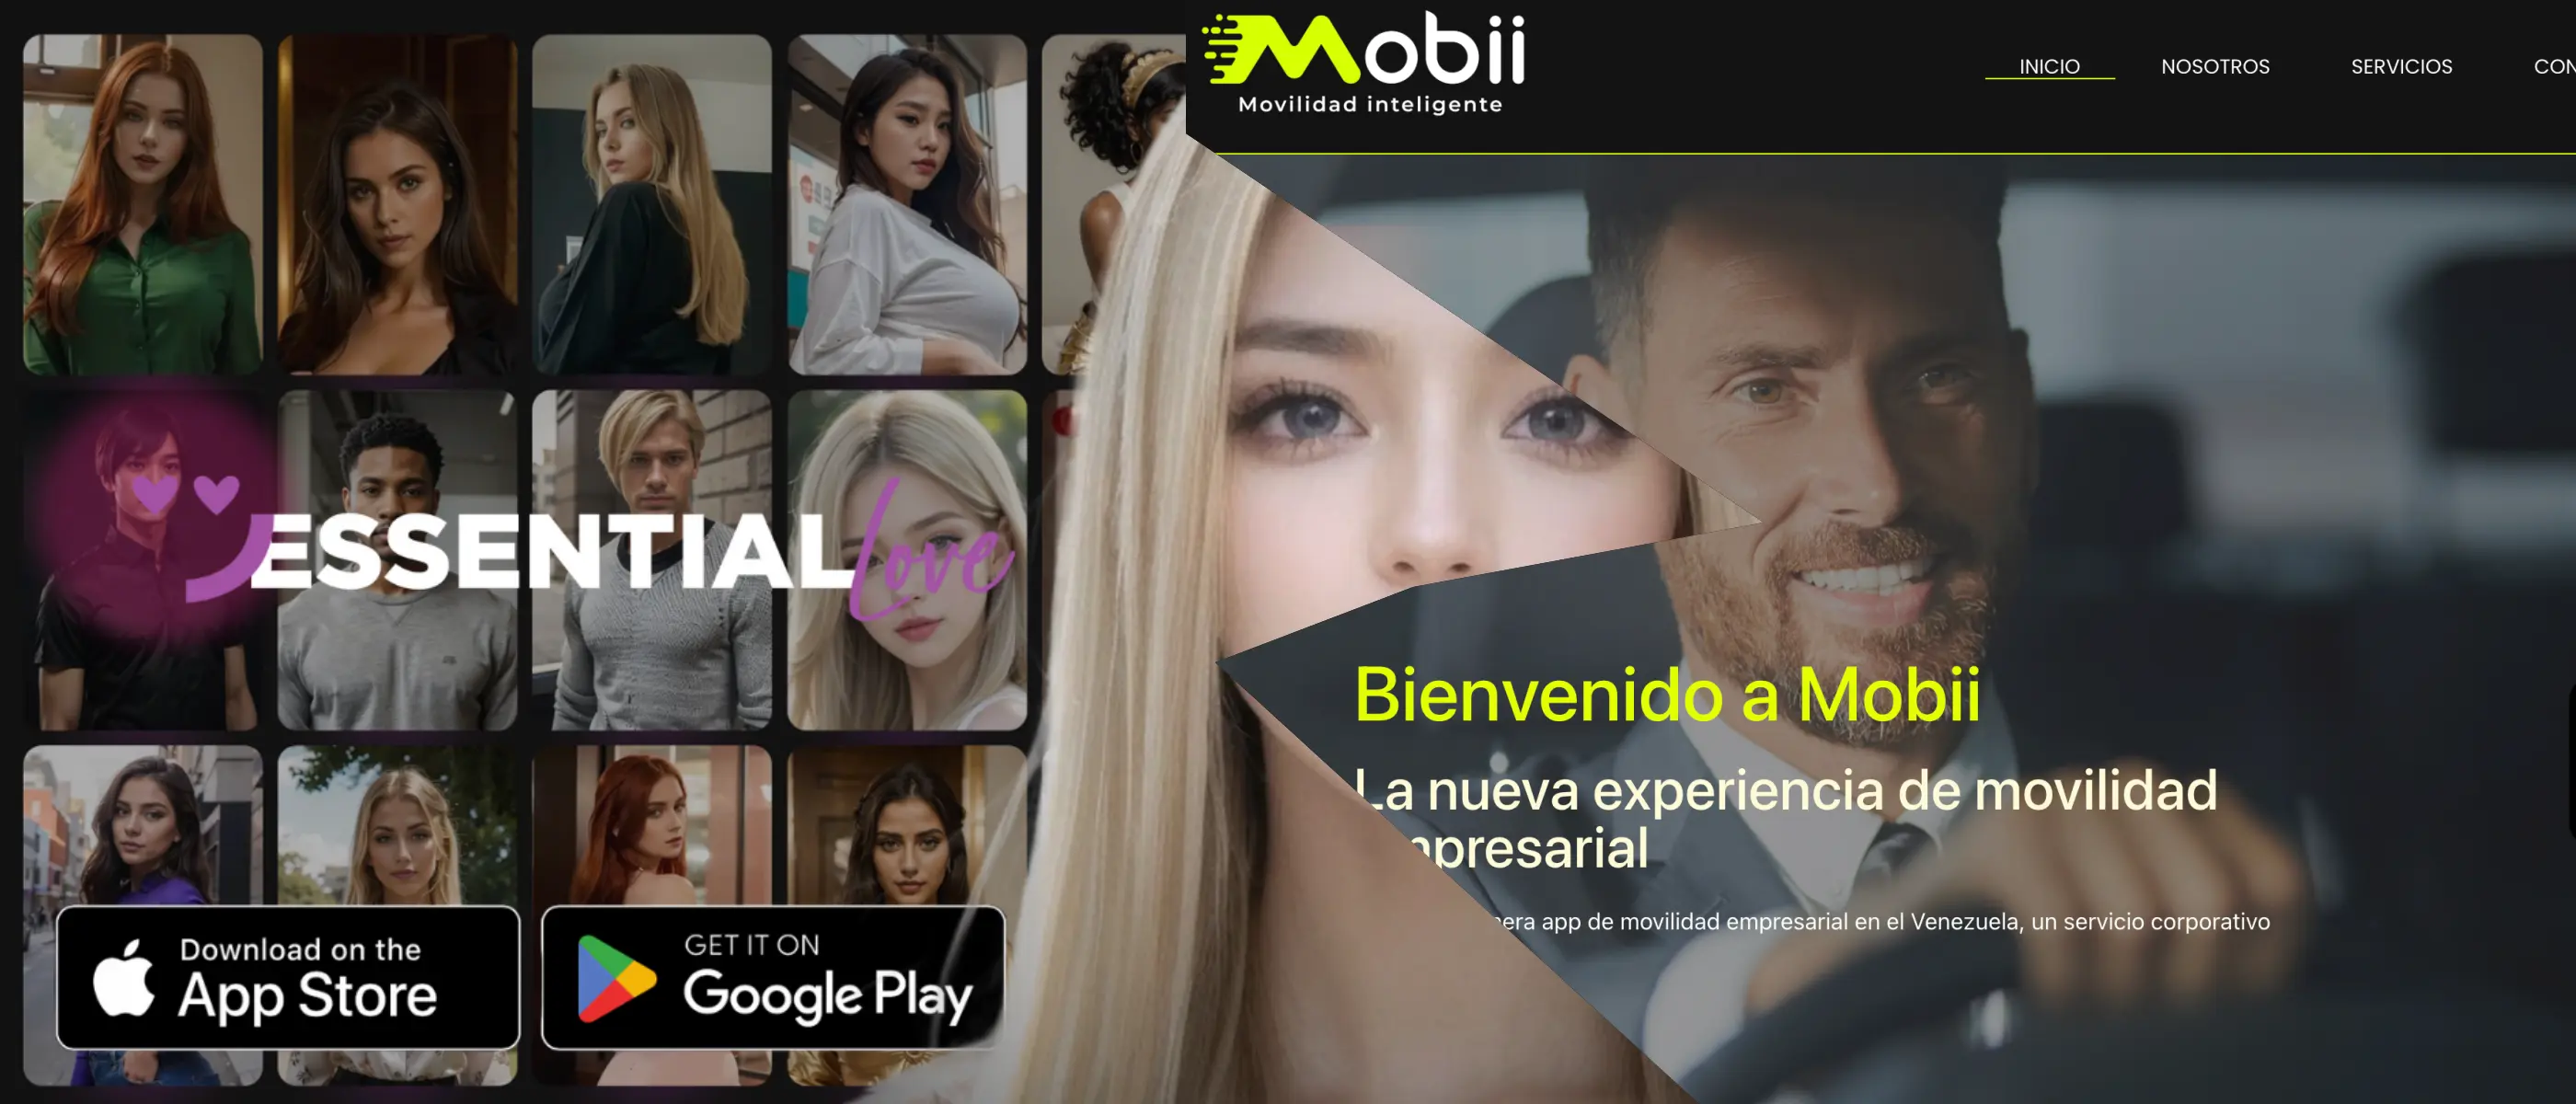 ESSENTIAL Love
Download on the
App Store
GET IT ON
Google Play
Mobii
Movilidad inteligente
INICIO NOSOTROS SERVICIOS
Bienvenido a Mobii
La nueva experiencia de movilidad
app de movilidad empresarial en el Venezuela, un servicio corporativo